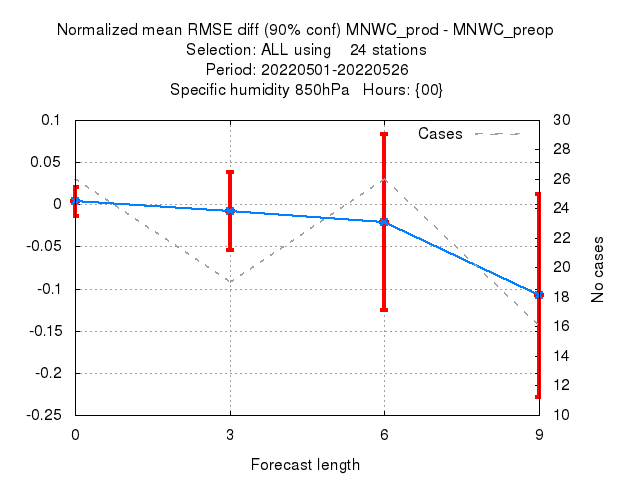 Normalized mean RMSE diff (90% conf) MNWC_prod - MNWC_preop
Selection: ALL using 24 stations
Period: 20220501-20220526
Specific humidity 850hPa Hours: {00}
Cases
0.1
0.05
0
-0.05
-0.1
-0.15
-0.2
-0.25
30
28
26
24
22
20
18
16
14
12
10
No cases
0 3 6 9
Forecast length